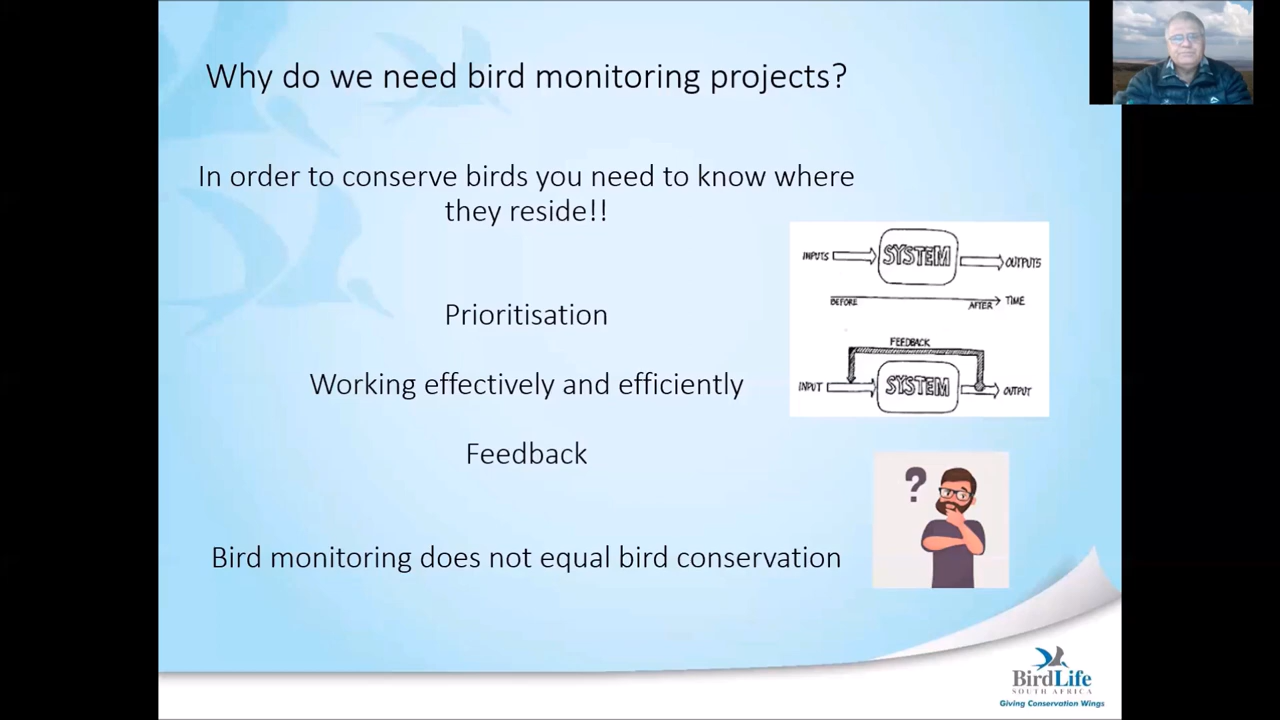 Why do we need bird monitoring projects?
In order to conserve birds you need to know where
they reside!!
Prioritisation
Working effectively and efficiently
Feedback
Bird monitoring does not equal bird conservation
INPUTS
SYSTEM
OUTPUTS
BEFORE
AFTER
TIME
FEEDBACK
INPUT
SYSTEM
OUTPUT
?
BirdLife
SOUTH AFRICA
Giving Conservation Wings